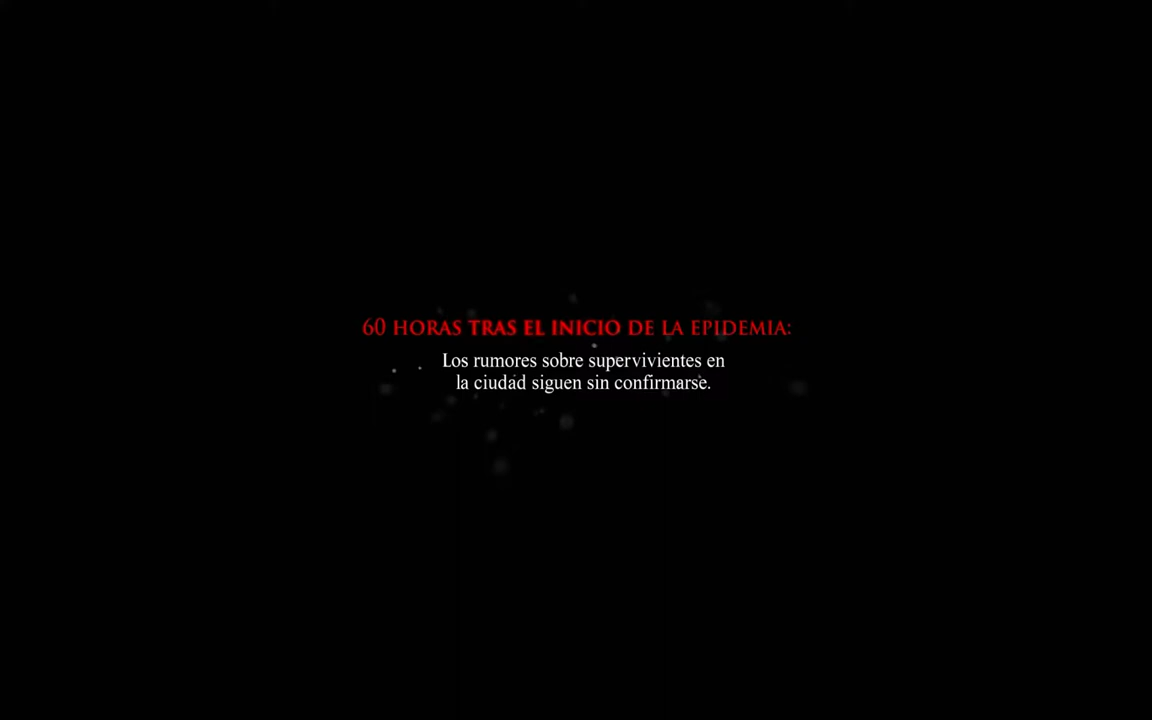 60 HORAS TRAS EL INICIO DE LA EPIDEMIA:
Los rumores sobre supervivientes en
la ciudad siguen sin confirmarse.